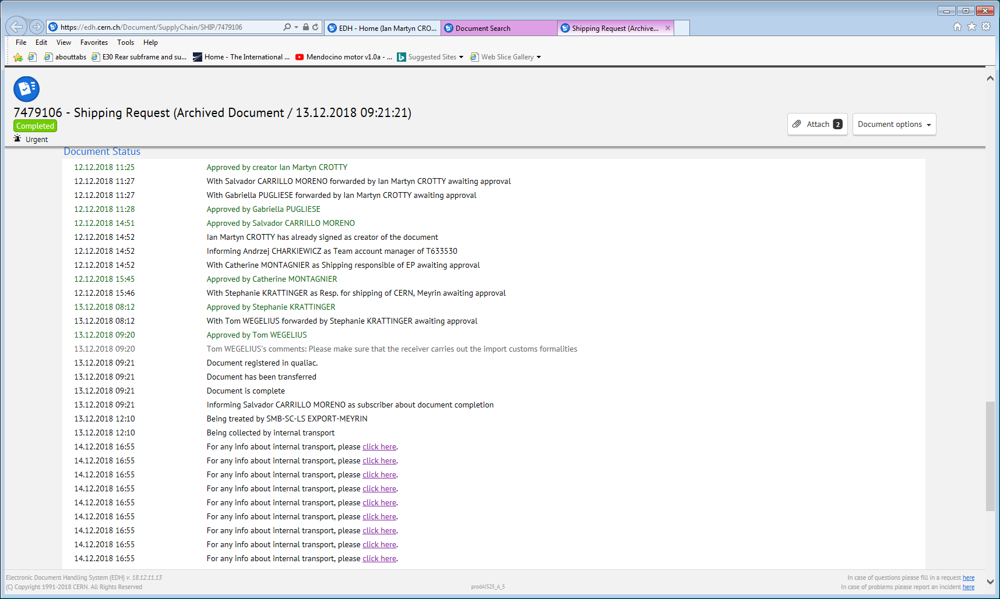 https://edh.cern.ch/Document/SupplyChain/SHIP/7479106
EDH - Home (Ian Martyn CRO...
Document Search
Shipping Request (Archive...
File Edit View Favorites Tools Help
abouttabs
E30 Rear subframe and su...
Home - The International ...
Mendocino motor v1.0a - ...
Suggested Sites
Web Slice Gallery
7479106 - Shipping Request (Archived Document / 13.12.2018 09:21:21)
Completed
Urgent
Attach 2
Document options
Document Status
12.12.2018 11:25 Approved by creator Ian Martyn CROTTY
12.12.2018 11:27 With Salvador CARRILLO MORENO forwarded by Ian Martyn CROTTY awaiting approval
12.12.2018 11:27 With Gabriella PUGLIESE forwarded by Ian Martyn CROTTY awaiting approval
12.12.2018 11:28 Approved by Gabriella PUGLIESE
12.12.2018 14:51 Approved by Salvador CARRILLO MORENO
12.12.2018 14:52 Ian Martyn CROTTY has already signed as creator of the document
12.12.2018 14:52 Informing Andrzej CHARKIEWICZ as Team account manager of T633530
12.12.2018 14:52 With Catherine MONTAGNIER as Shipping responsible of EP awaiting approval
12.12.2018 15:45 Approved by Catherine MONTAGNIER
12.12.2018 15:46 With Stephanie KRATTINGER as Resp. for shipping of CERN, Meyrin awaiting approval
13.12.2018 08:12 Approved by Stephanie KRATTINGER
13.12.2018 08:12 With Tom WEGELIUS forwarded by Stephanie KRATTINGER awaiting approval
13.12.2018 09:20 Approved by Tom WEGELIUS
13.12.2018 09:20 Tom WEGELIUS's comments: Please make sure that the receiver carries out the import customs formalities
13.12.2018 09:21 Document registered in qualiac.
13.12.2018 09:21 Document has been transferred
13.12.2018 09:21 Document is complete
13.12.2018 09:21 Informing Salvador CARRILLO MORENO as subscriber about document completion
13.12.2018 12:10 Being treated by SMB-SC-LS EXPORT-MEYRIN
13.12.2018 12:10 Being collected by internal transport
14.12.2018 16:55 For any info about internal transport, please click here.
14.12.2018 16:55 For any info about internal transport, please click here.
14.12.2018 16:55 For any info about internal transport, please click here.
14.12.2018 16:55 For any info about internal transport, please click here.
14.12.2018 16:55 For any info about internal transport, please click here.
14.12.2018 16:55 For any info about internal transport, please click here.
14.12.2018 16:55 For any info about internal transport, please click here.
14.12.2018 16:55 For any info about internal transport, please click here.
14.12.2018 16:55 For any info about internal transport, please click here.
Electronic Document Handling System (EDH) v. 18.12.11.13
In case of questions please fill in a request here
(C) Copyright 1991-2018 CERN. All Rights Reserved
prodAIS25_A_5
In case of problems please report an incident here